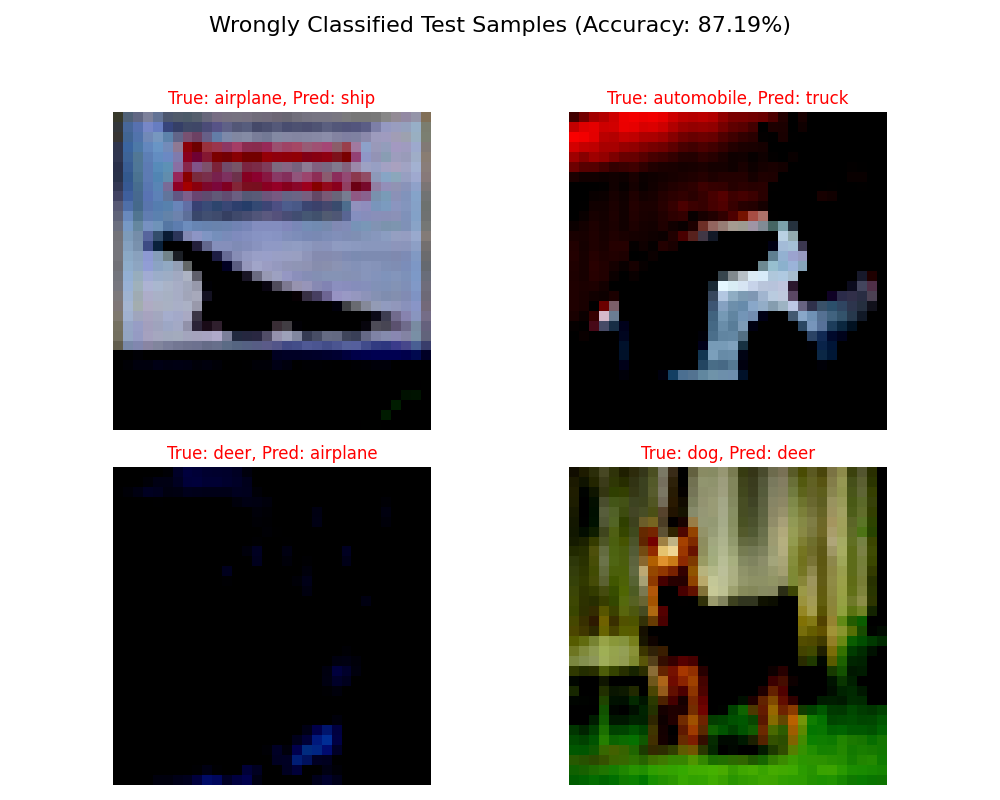 Wrongly Classified Test Samples (Accuracy: 87.19%)
True: airplane, Pred: ship
True: automobile, Pred: truck
True: deer, Pred: airplane
True: dog, Pred: deer